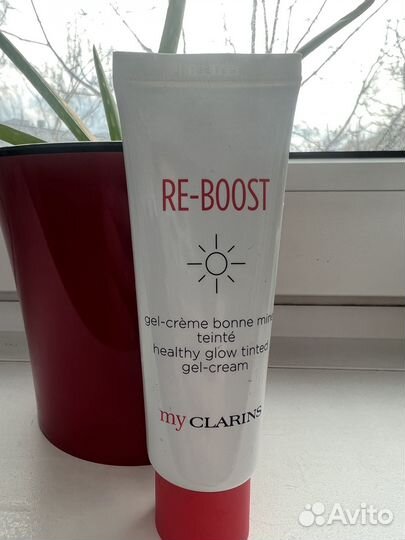 RE-BOOST
gel-crème bonne mine
teinté
healthy glow tinted
gel-cream
my CLARINS
Avito